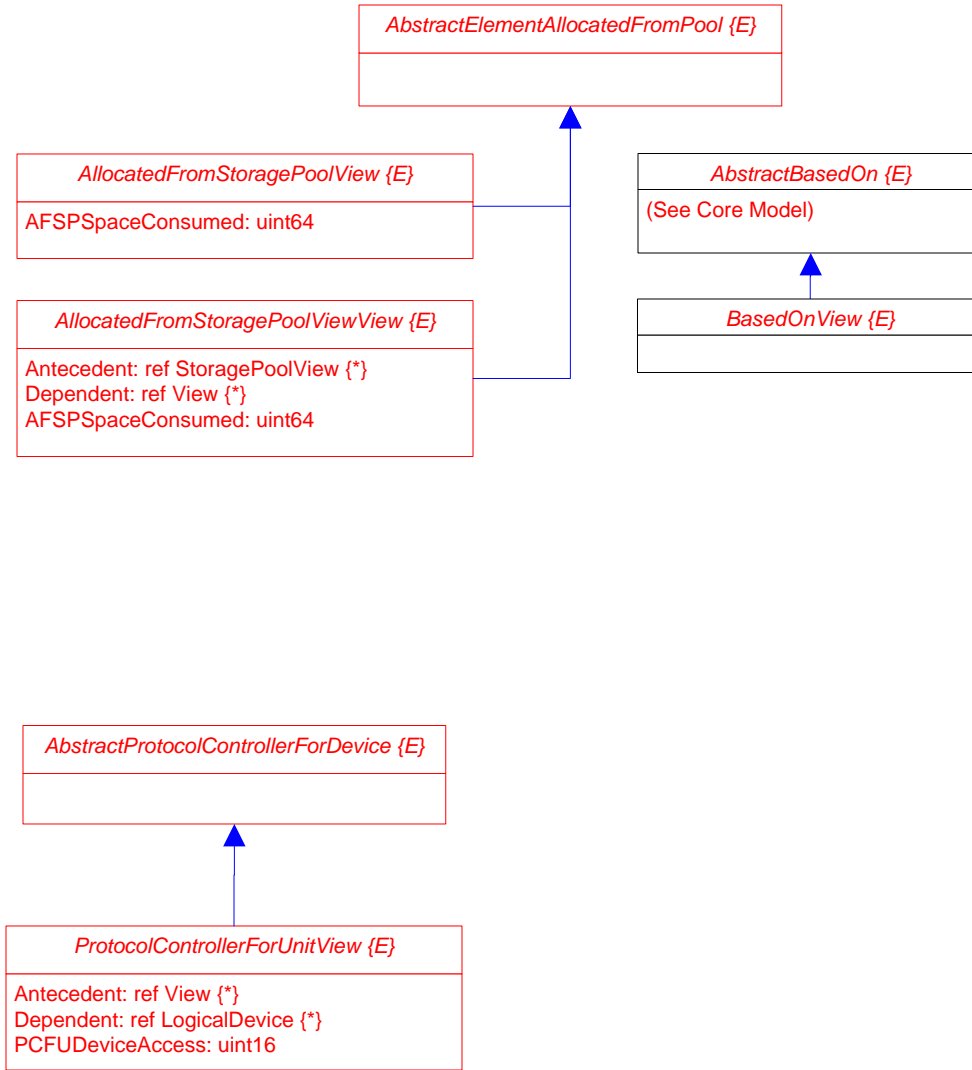 AbstractElementAllocatedFromPool {E}
AllocatedFromStoragePoolView {E}
AFSPSpaceConsumed: uint64
AbstractBasedOn {E}
(See Core Model)
AllocatedFromStoragePoolViewView {E}
Antecedent: ref StoragePoolView {*}
Dependent: ref View {*}
AFSPSpaceConsumed: uint64
BasedOnView {E}
AbstractProtocolControllerForDevice {E}
ProtocolControllerForUnitView {E}
Antecedent: ref View {*}
Dependent: ref LogicalDevice {*}
PCFUDeviceAccess: uint16